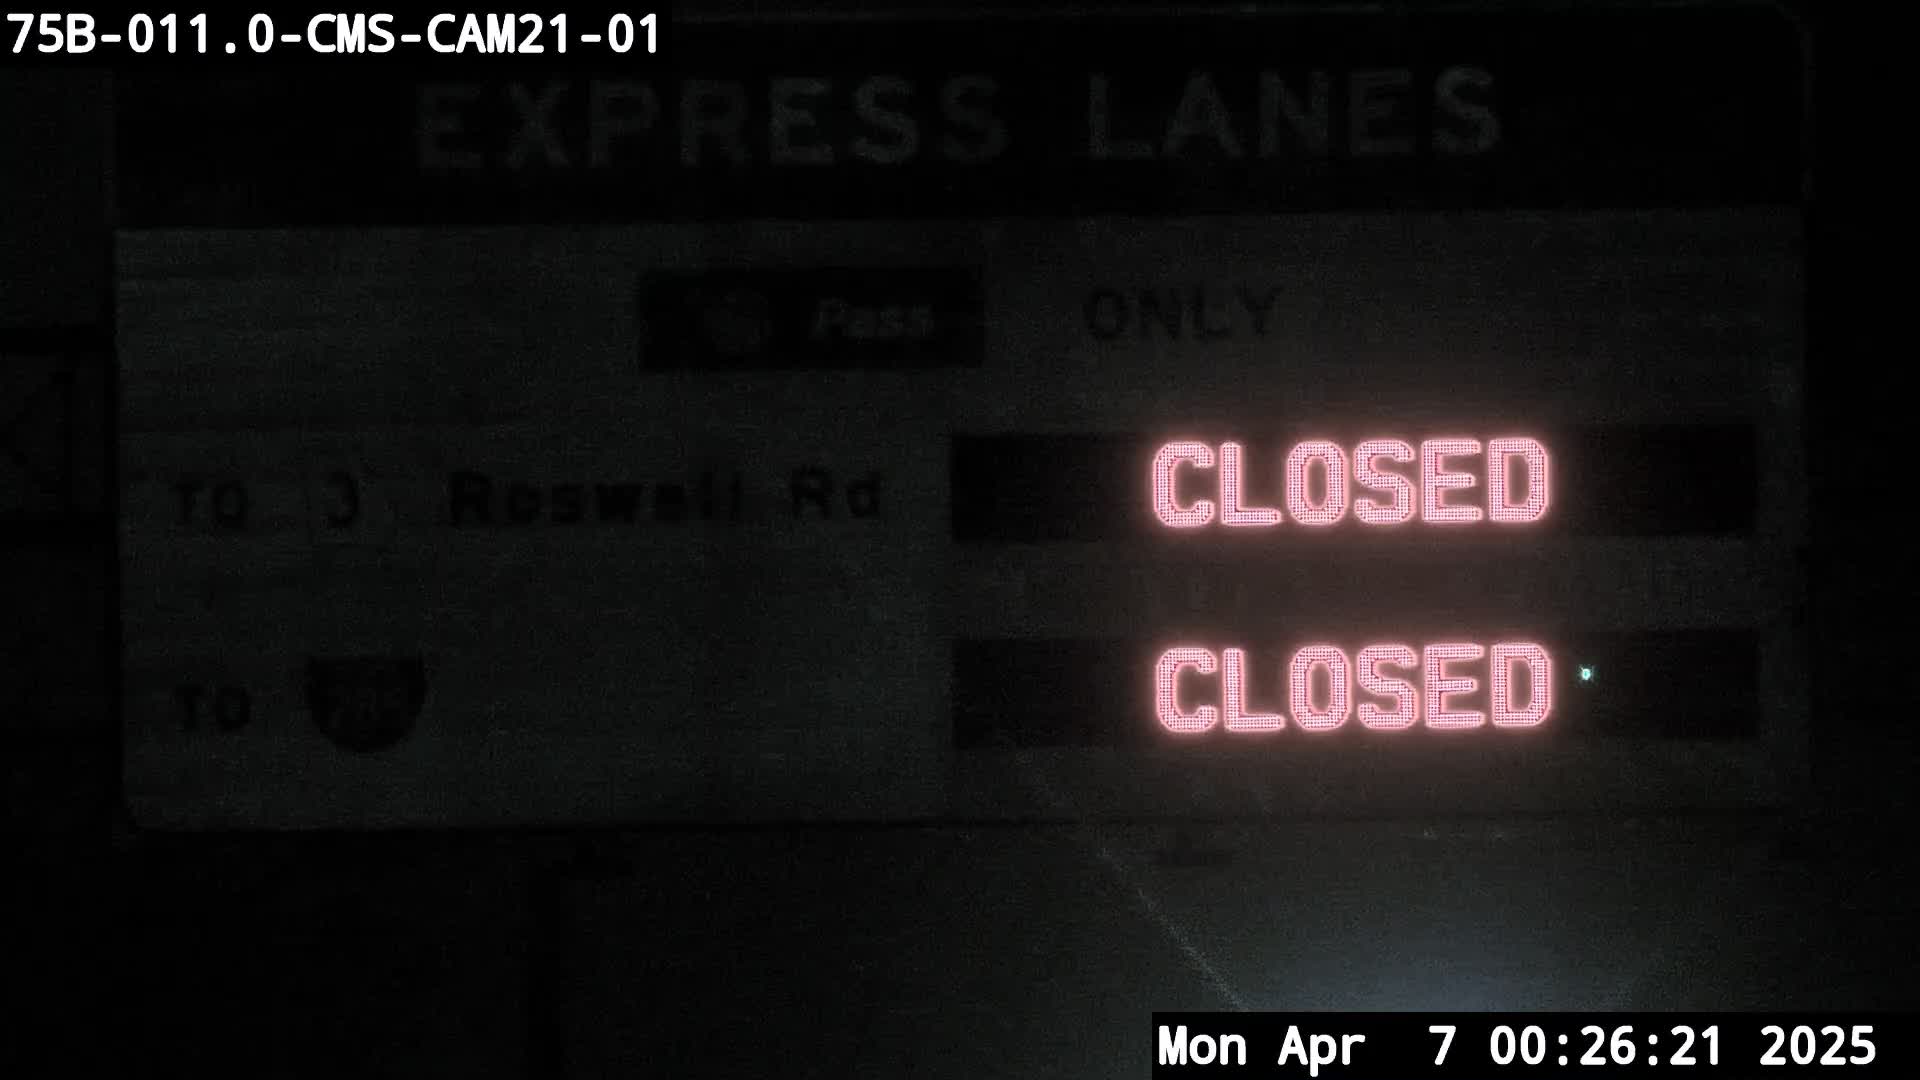 75B-011.0-CMS-CAM21-01
EXPRESS LANES
Pass ONLY
TO Roswell Rd CLOSED
TO CLOSED
Mon Apr 7 00:26:21 2025